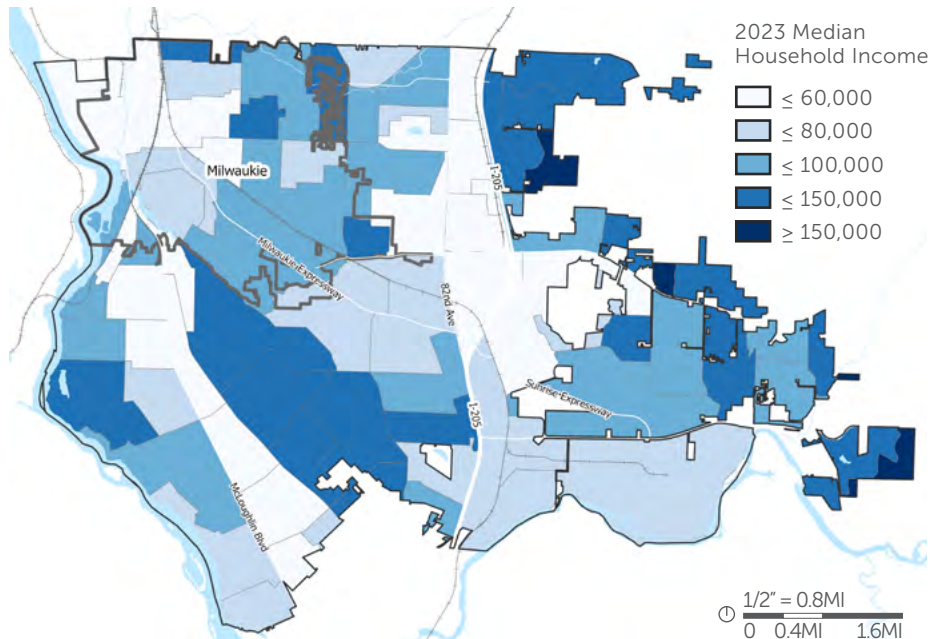 2023 Median
Household Income
≤ 60,000
≤ 80,000
≤ 100,000
≤ 150,000
≥ 150,000
I-205
Milwaukie
Milwaukie Expressway
82nd Ave
Sunrise Expressway
I-205
McLoughlin Blvd
1/2" = 0.8MI
0 0.4MI 1.6MI